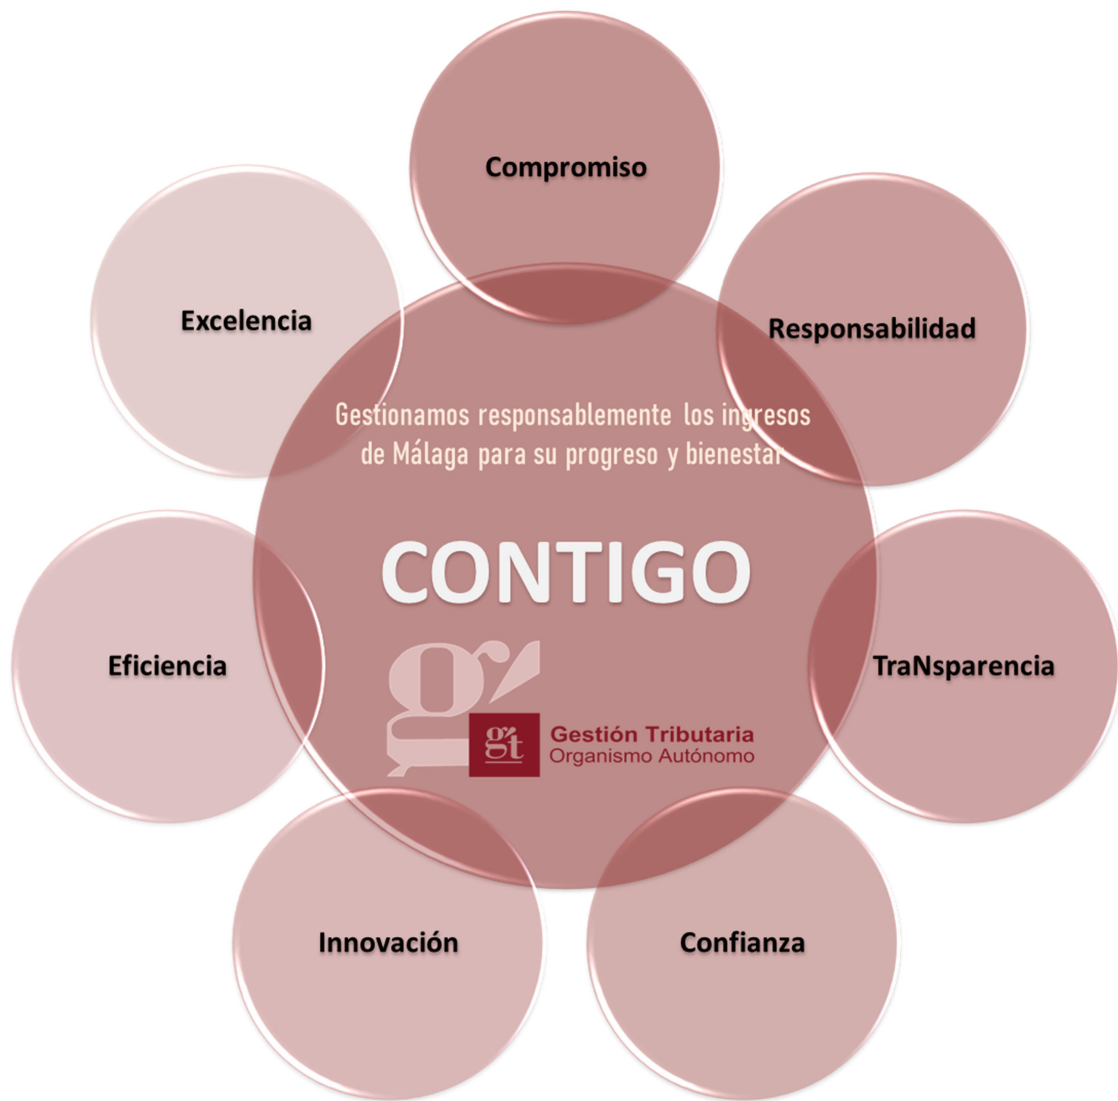 Compromiso
Excelencia
Responsabilidad
Gestionamos responsablemente los ingresos
de Málaga para su progreso y bienestar
CONTIGO
Eficiencia
TraNsparencia
gt
Gestión Tributaria
Organismo Autónomo
Innovación
Confianza